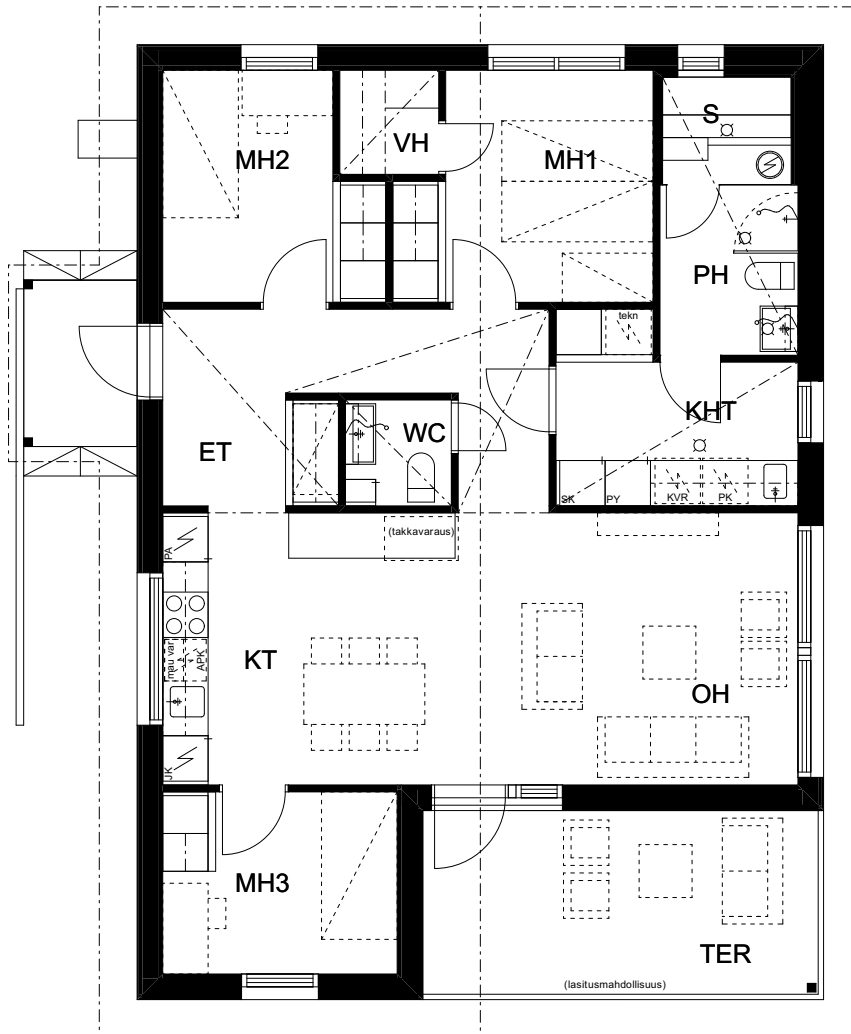 S
VH
MH2
MH1
PH
tekn
KHT
WC
ET
SK
PY
KVR
PK
(takkavaraus)
PA
mau var
APK
KT
OH
JK
MH3
TER
(lasitusmahdollisuus)